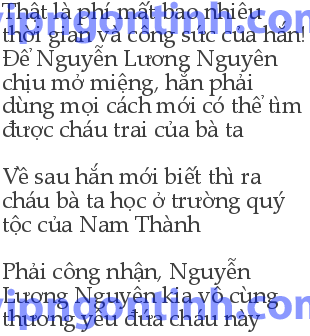 Thật là phí mất bao nhiêu
thời gian và công sức của hắn!
Để Nguyễn Lương Nguyên
chịu mở miệng, hắn phải
dùng mọi cách mới có thể tìm
được cháu trai của bà ta
Về sau hắn mới biết thì ra
cháu bà ta học ở trường quý
tộc của Nam Thành
Phải công nhận, Nguyễn
Lương Nguyên kia vô cùng
thương yêu đứa cháu này